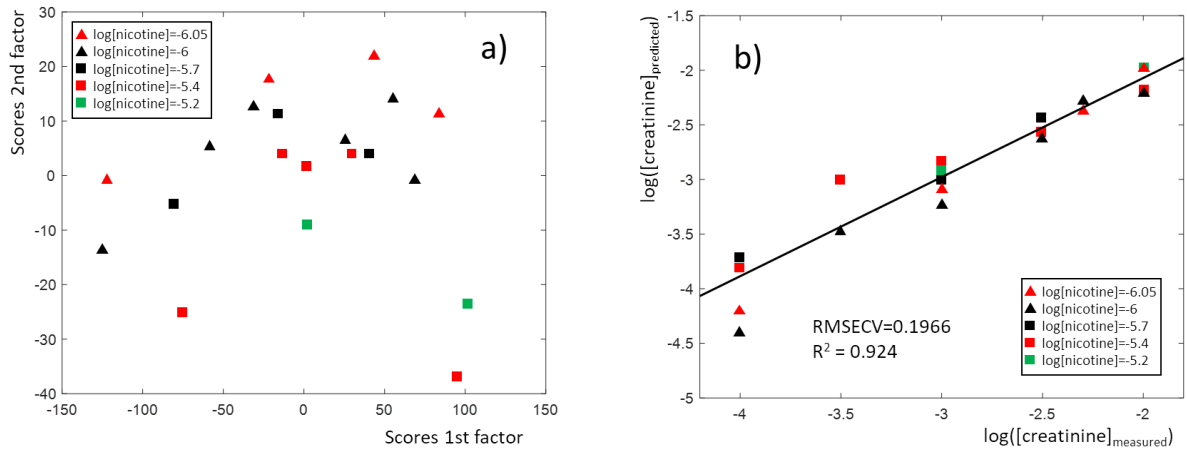 a)
log[nicotine]=-6.05
log[nicotine]=-6
log[nicotine]=-5.7
log[nicotine]=-5.4
log[nicotine]=-5.2
Scores 2nd factor
30
20
10
0
-10
-20
-30
-40
-150
-100
-50
0
50
100
150
Scores 1st factor
b)
log([creatinine]predicted)
-1.5
-2
-2.5
-3
-3.5
-4
-4.5
-5
RMSECV=0.1966
R² = 0.924
log[nicotine]=-6.05
log[nicotine]=-6
log[nicotine]=-5.7
log[nicotine]=-5.4
log[nicotine]=-5.2
-4
-3.5
-3
-2.5
-2
log([creatinine]measured)